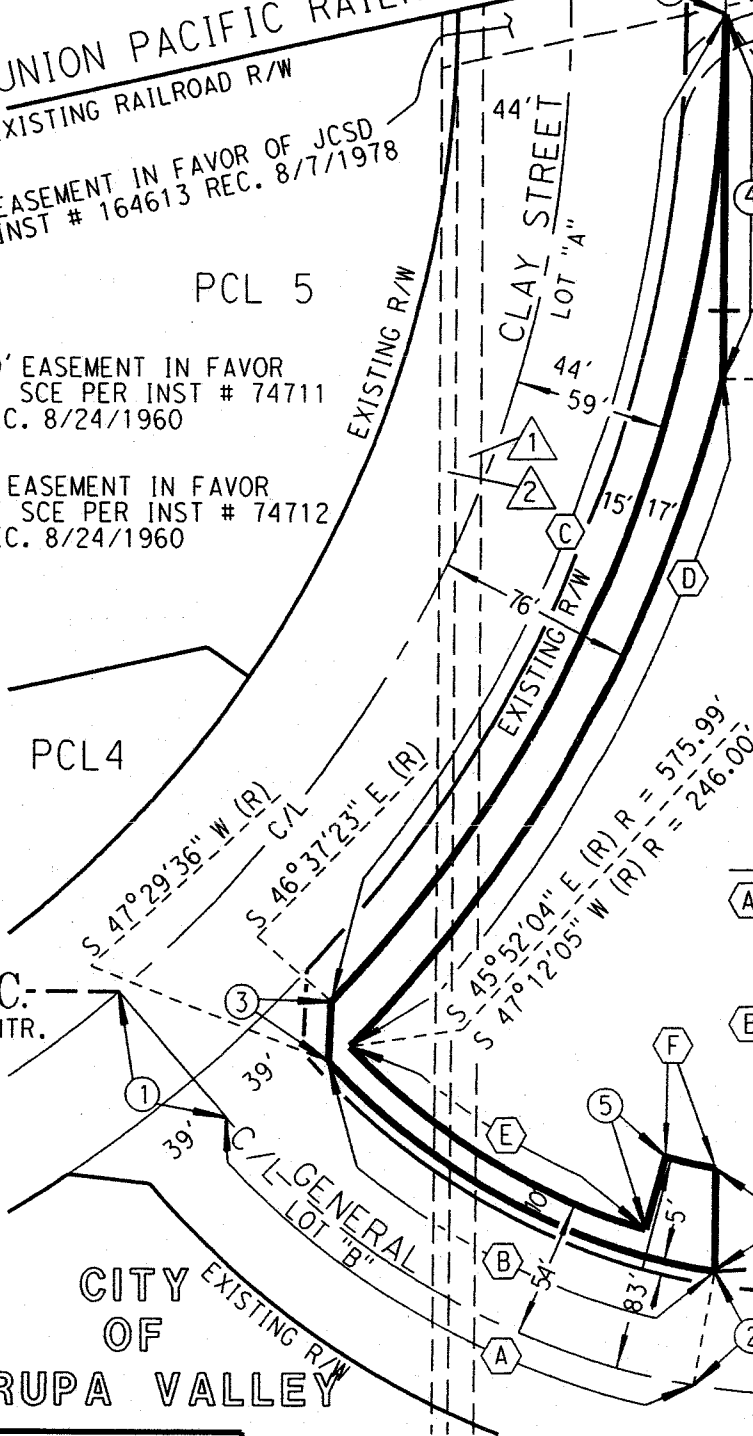 UNION PACIFIC
EXISTING RAILROAD R/W
EASEMENT IN FAVOR OF JCSD
INST # 164613 REC. 8/7/1978
44'
CLAY STREET
LOT "A"
PCL 5
EXISTING R/W
EASEMENT IN FAVOR
SCE PER INST # 74711
8/24/1960
44'
59'
1
2
EASEMENT IN FAVOR
SCE PER INST # 74712
8/24/1960
15'
17'
C
D
76'
EXISTING R/W
PCL4
S 47°29'36" W (R)
C/L
S 46°37'23" E (R)
S 45°52'04" E (R) R = 575.99'
S 47°12'05" W (R) R = 246.00'
A
C.
TR.
3
E
F
39'
1
5
39'
E
C/L GENERAL
LOT "B"
10'
5'
B
54'
83'
CITY
OF
RUPA VALLEY
EXISTING R/W
A
2
4